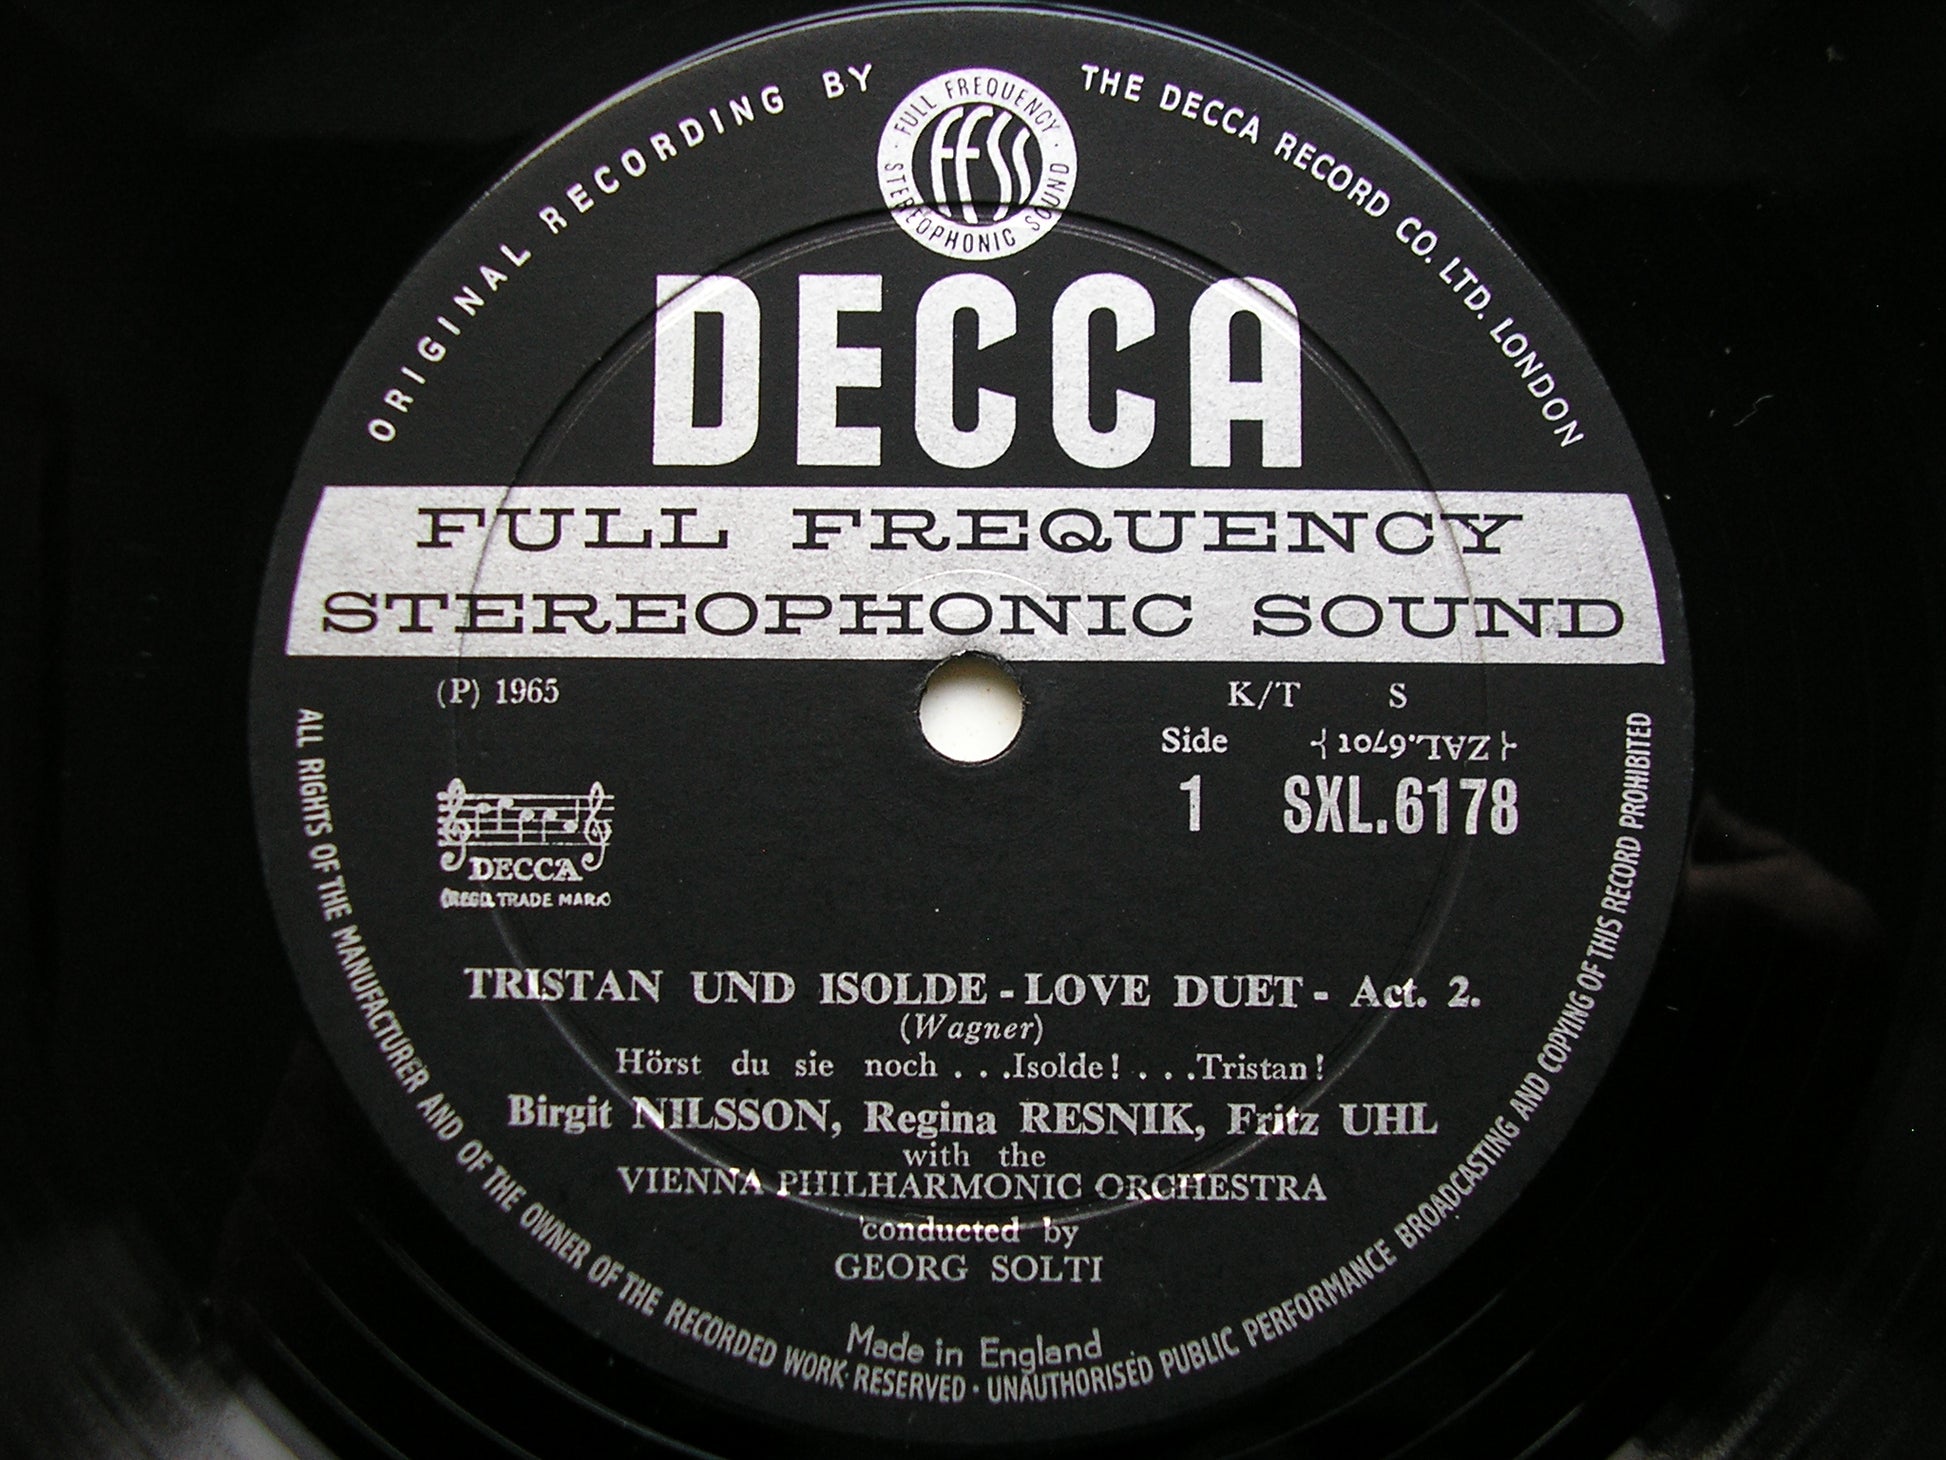 ORIGINAL RECORDING BY THE DECCA RECORD CO. LTD. LONDON
FULL FREQUENCY
FFSS
STEREOPHONIC SOUND
DECCA
FULL FREQUENCY
STEREOPHONIC SOUND
(P) 1965
K/T S
Side
ZAL.6701
1 SXL.6178
DECCA
(REGD. TRADE MARK)
TRISTAN UND ISOLDE - LOVE DUET - Act. 2.
(Wagner)
Hörst du sie noch . . .Isolde! . . .Tristan!
Birgit NILSSON, Regina RESNIK, Fritz UHL
with the
VIENNA PHILHARMONIC ORCHESTRA
conducted by
GEORG SOLTI
Made in England
ALL RIGHTS OF THE MANUFACTURER AND OF THE OWNER OF THE RECORDED WORK RESERVED · UNAUTHORISED PUBLIC PERFORMANCE BROADCASTING AND COPYING OF THIS RECORD PROHIBITED